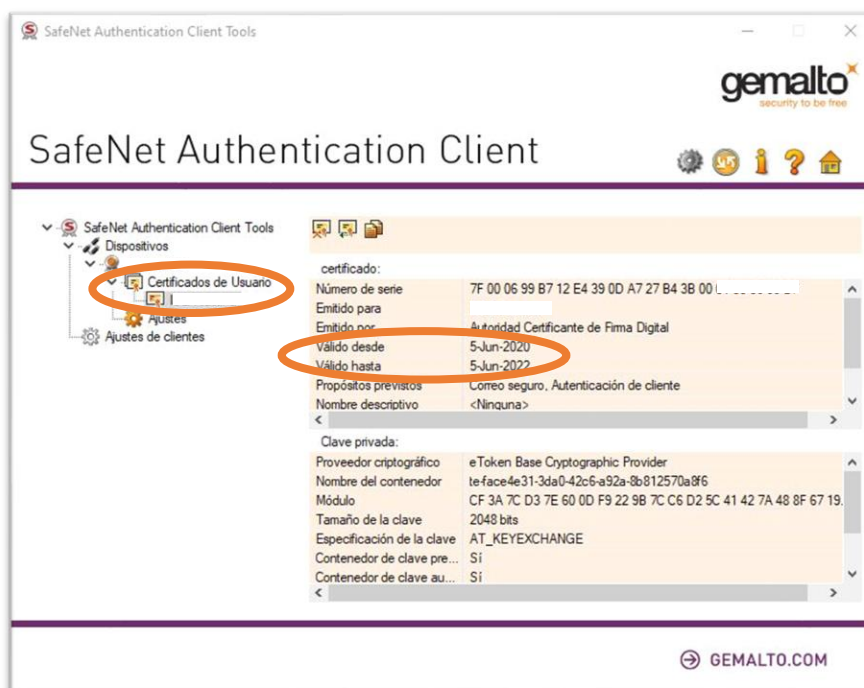 SafeNet Authentication Client Tools
gemalto
security to be free
SafeNet Authentication Client
SafeNet Authentication Client Tools
Dispositivos
Certificados de Usuario
Ajustes
Ajustes de clientes
certificado:
Número de serie 7F 00 06 99 B7 12 E4 39 0D A7 27 B4 3B 00
Emitido para
Emitido por Autoridad Certificante de Firma Digital
Válido desde 5-Jun-2020
Válido hasta 5-Jun-2022
Propósitos previstos Correo seguro, Autenticación de cliente
Nombre descriptivo <Ninguna>
Clave privada:
Proveedor criptográfico eToken Base Cryptographic Provider
Nombre del contenedor te-face4e31-3da0-42c6-a92a-8b812570a8f6
Módulo CF 3A 7C D3 7E 60 0D F9 22 9B 7C C6 D2 5C 41 42 7A 48 8F 67 19.
Tamaño de la clave 2048 bits
Especificación de la clave AT_KEYEXCHANGE
Contenedor de clave pre... Sí
Contenedor de clave au... Sí
GEMALTO.COM